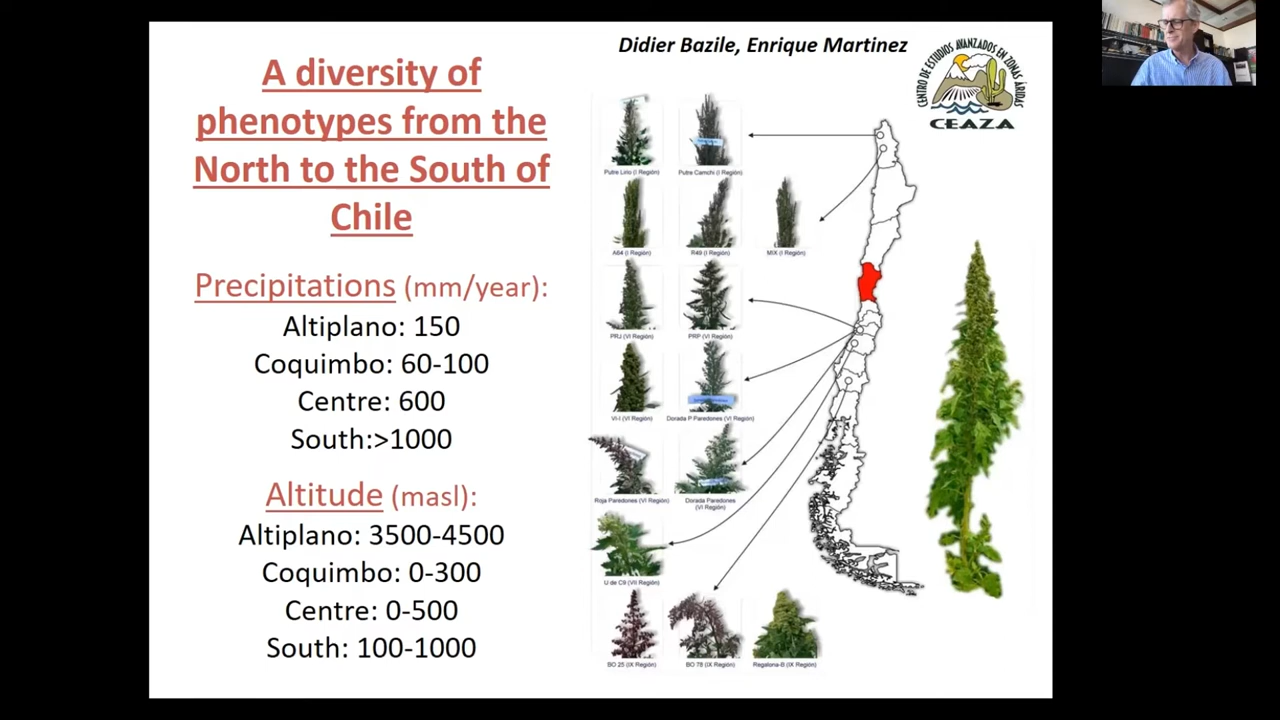 A diversity of
phenotypes from the
North to the South of
Chile
Precipitations (mm/year):
Altiplano: 150
Coquimbo: 60-100
Centre: 600
South:>1000
Altitude (masl):
Altiplano: 3500-4500
Coquimbo: 0-300
Centre: 0-500
South: 100-1000
Didier Bazile, Enrique Martinez
CENTRO DE ESTUDIOS AVANZADOS EN ZONAS ÁRIDAS
CEAZA
Putre Lirio (I Región)
Putre Camchi (I Región)
A64 (I Región)
R49 (I Región)
MIX (I Región)
PRJ (VI Región)
PRP (VI Región)
VI-I (VI Región)
Dorada P Paredones (VI Región)
Roja Paredones (VI Región)
Dorada Paredones
(VI Región)
U de C9 (VII Región)
BO 25 (IX Región)
BO 78 (IX Región)
Regalona-B (IX Región)